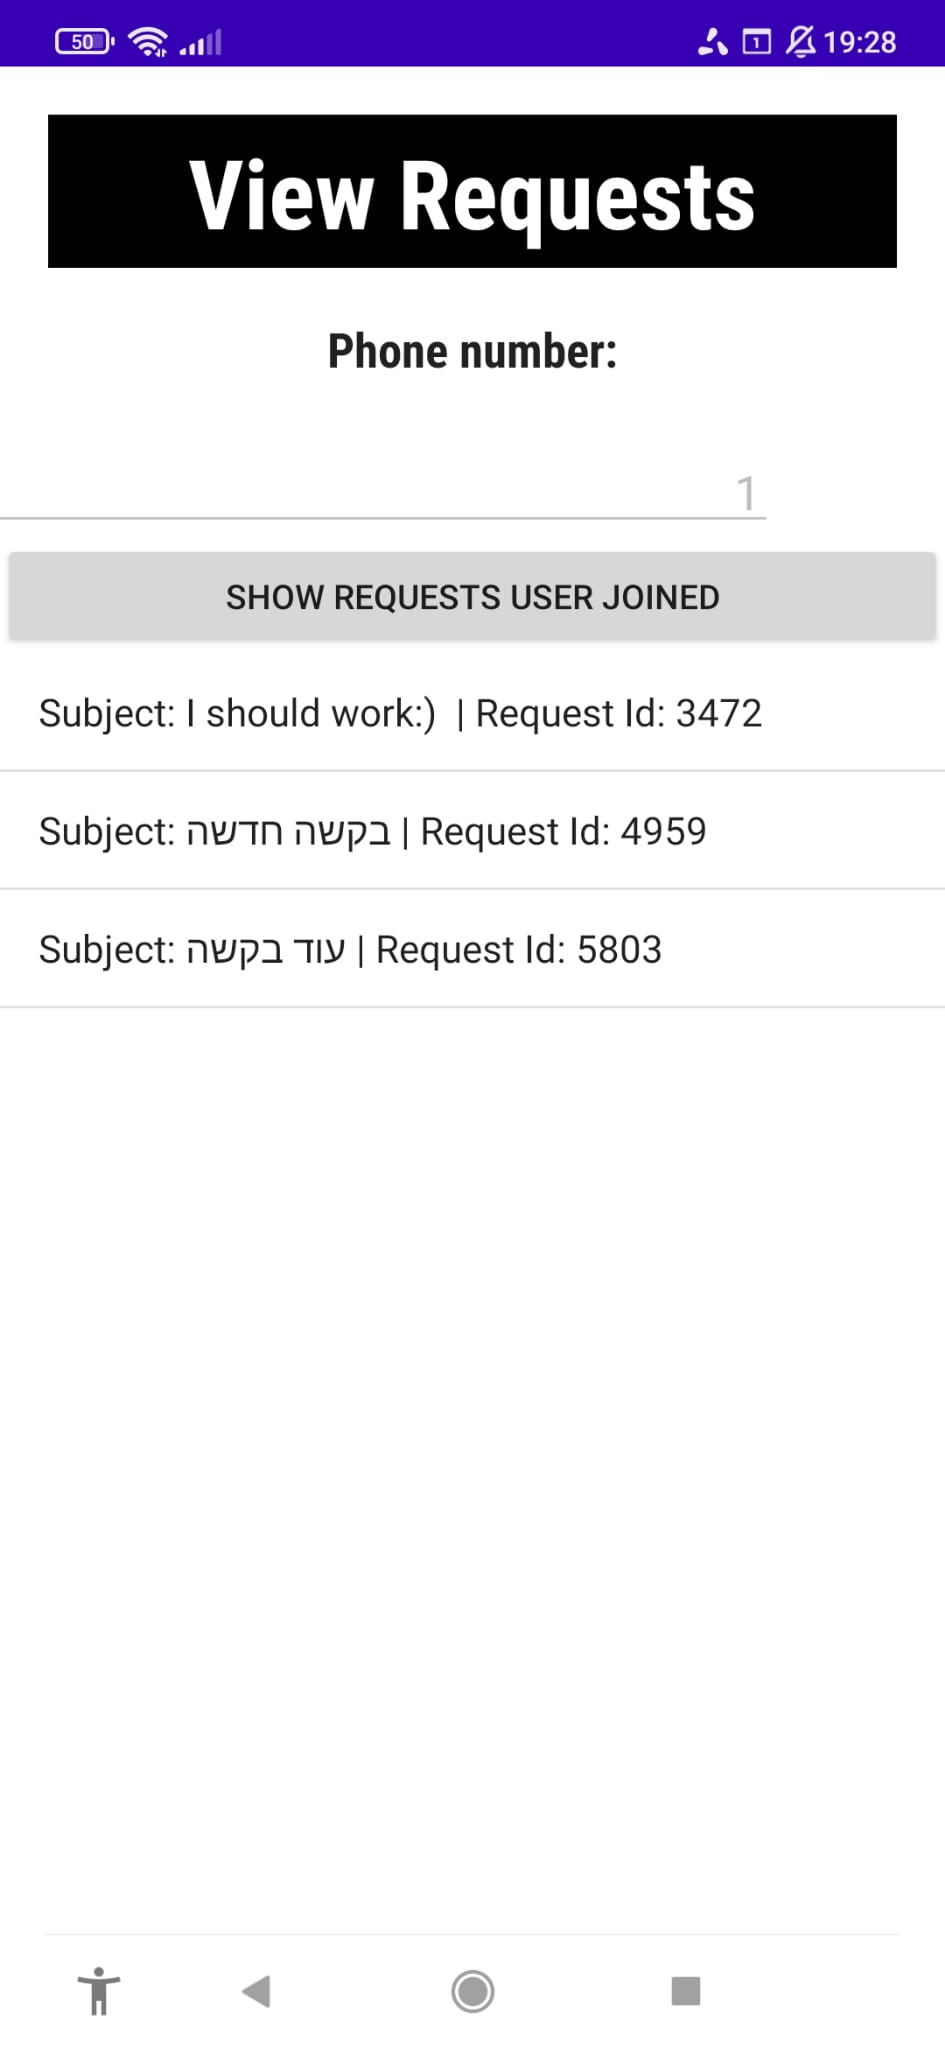 50 1 19:28
View Requests
Phone number:
1
SHOW REQUESTS USER JOINED
Subject: I should work:)  | Request Id: 3472
Subject: בקשה חדשה | Request Id: 4959
Subject: עוד בקשה | Request Id: 5803